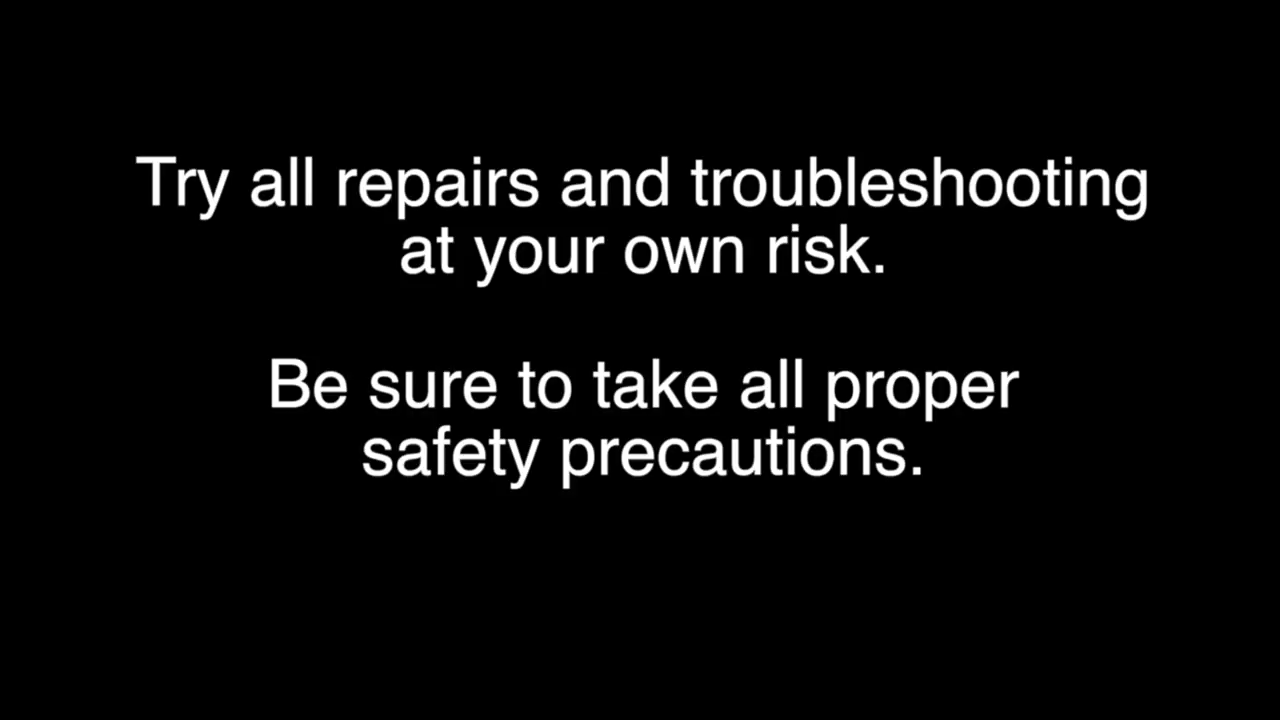 Try all repairs and troubleshooting
at your own risk.
Be sure to take all proper
safety precautions.